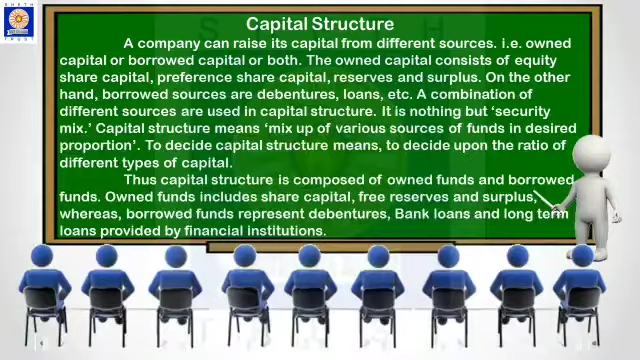 SHETH
TRUST
Capital Structure
A company can raise its capital from different sources. i.e. owned
capital or borrowed capital or both. The owned capital consists of equity
share capital, preference share capital, reserves and surplus. On the other
hand, borrowed sources are debentures, loans, etc. A combination of
different sources are used in capital structure. It is nothing but ‘security
mix.’ Capital structure means ‘mix up of various sources of funds in desired
proportion’. To decide capital structure means, to decide upon the ratio of
different types of capital.
Thus capital structure is composed of owned funds and borrowed
funds. Owned funds includes share capital, free reserves and surplus,
whereas, borrowed funds represent debentures, Bank loans and long term
loans provided by financial institutions.